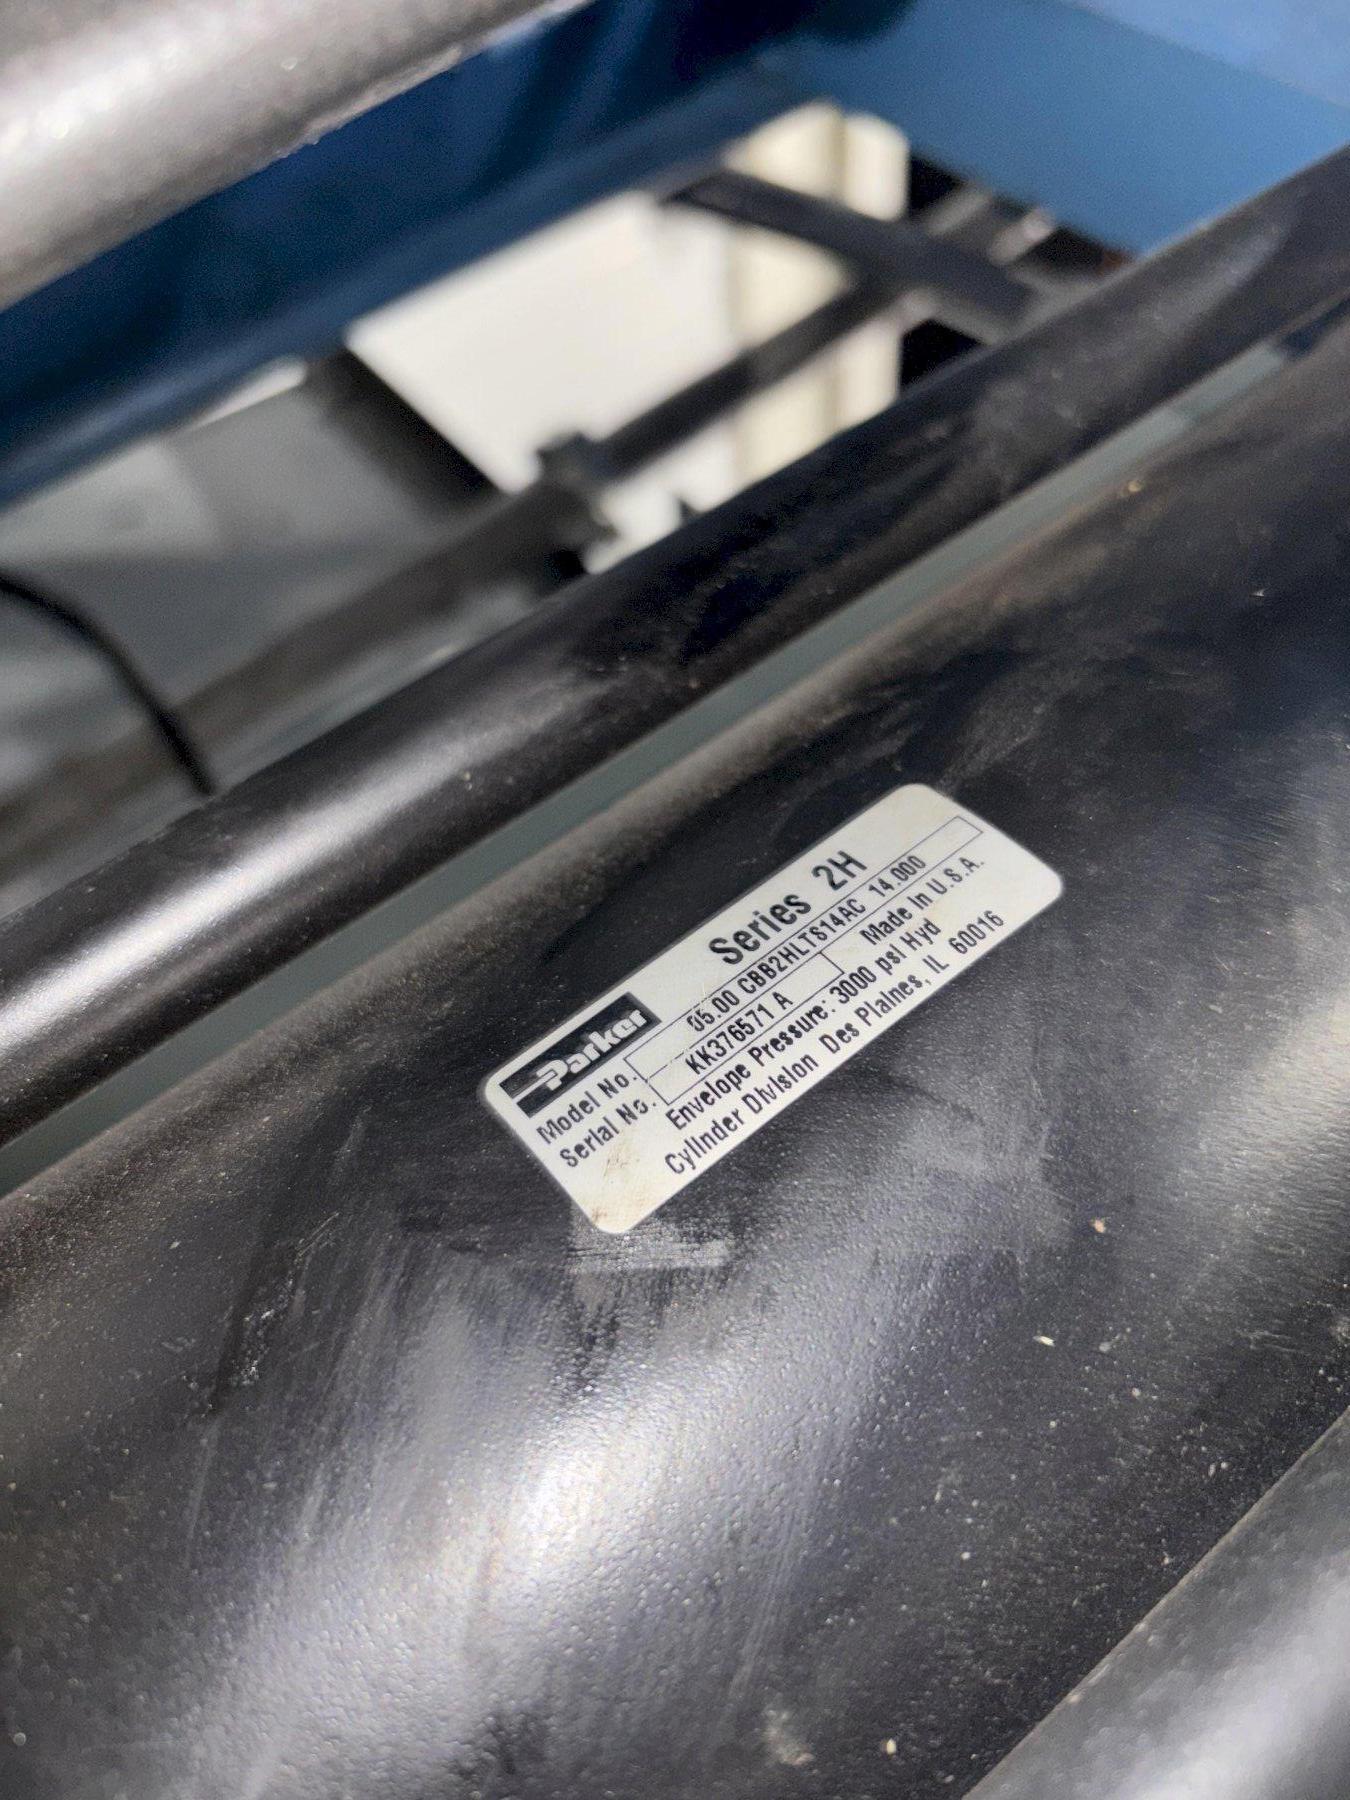 Parker
Series 2H
Model No. 05.00 CBB2HLTS14AC 14.000
Serial No. KK376571 A Made In U.S.A.
Envelope Pressure: 3000 psi Hyd
Cylinder Division Des Plaines, IL 60016